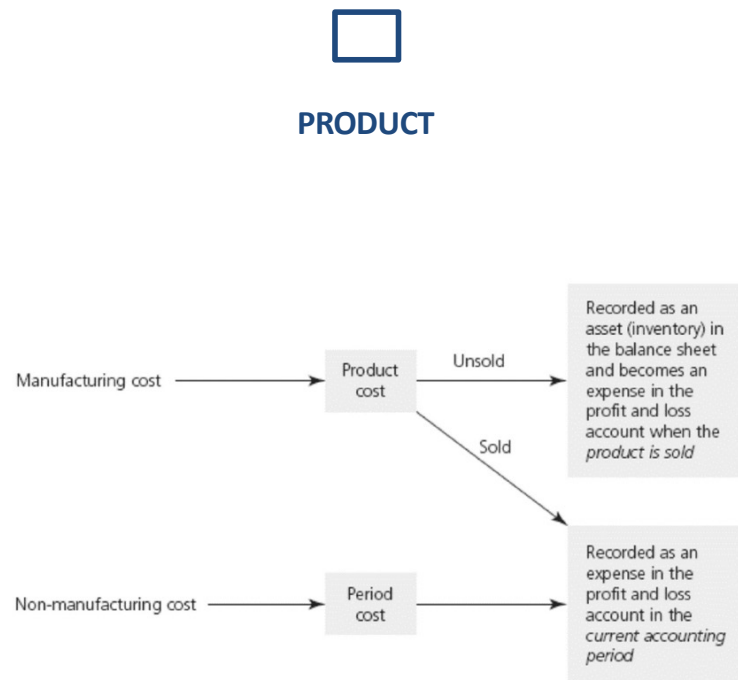 PRODUCT
Manufacturing cost
Product
cost
Unsold
Sold
Recorded as an
asset (inventory) in
the balance sheet
and becomes an
expense in the
profit and loss
account when the
product is sold
Non-manufacturing cost
Period
cost
Recorded as an
expense in the
profit and loss
account in the
current accounting
period